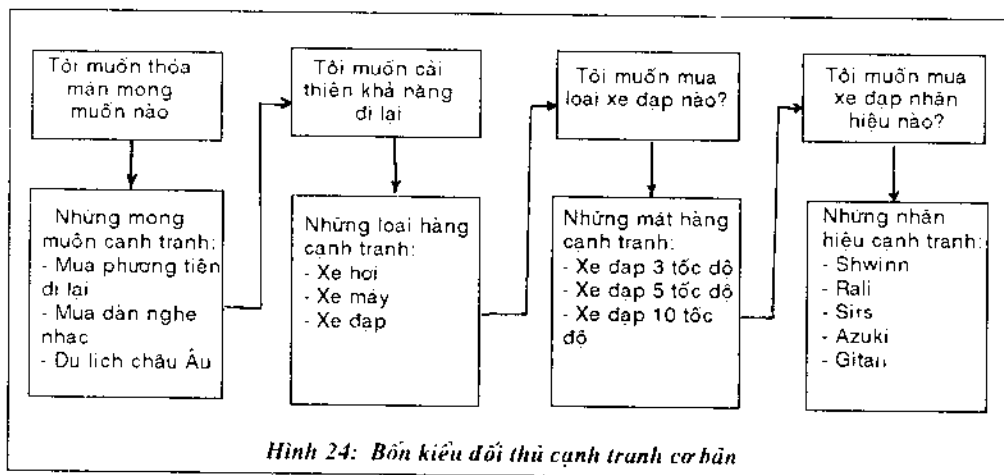 Tôi muốn thỏa
mãn mong
muốn nào
Tôi muốn cải
thiện khả năng
đi lại
Tôi muốn mua
loại xe đạp nào?
Tôi muốn mua
xe đạp nhãn
hiệu nào?
Những mong
muốn cạnh tranh:
- Mua phương tiện
đi lại
- Mua dàn nghe
nhạc
- Du lịch châu Âu
Những loại hàng
cạnh tranh:
- Xe hơi
- Xe máy
- Xe đạp
Những mặt hàng
cạnh tranh:
- Xe đạp 3 tốc độ
- Xe đạp 5 tốc độ
- Xe đạp 10 tốc
độ
Những nhãn
hiệu cạnh tranh:
- Shwinn
- Rali
- Sirs
- Azuki
- Gitan
Hình 24: Bốn kiểu đối thủ cạnh tranh cơ bản